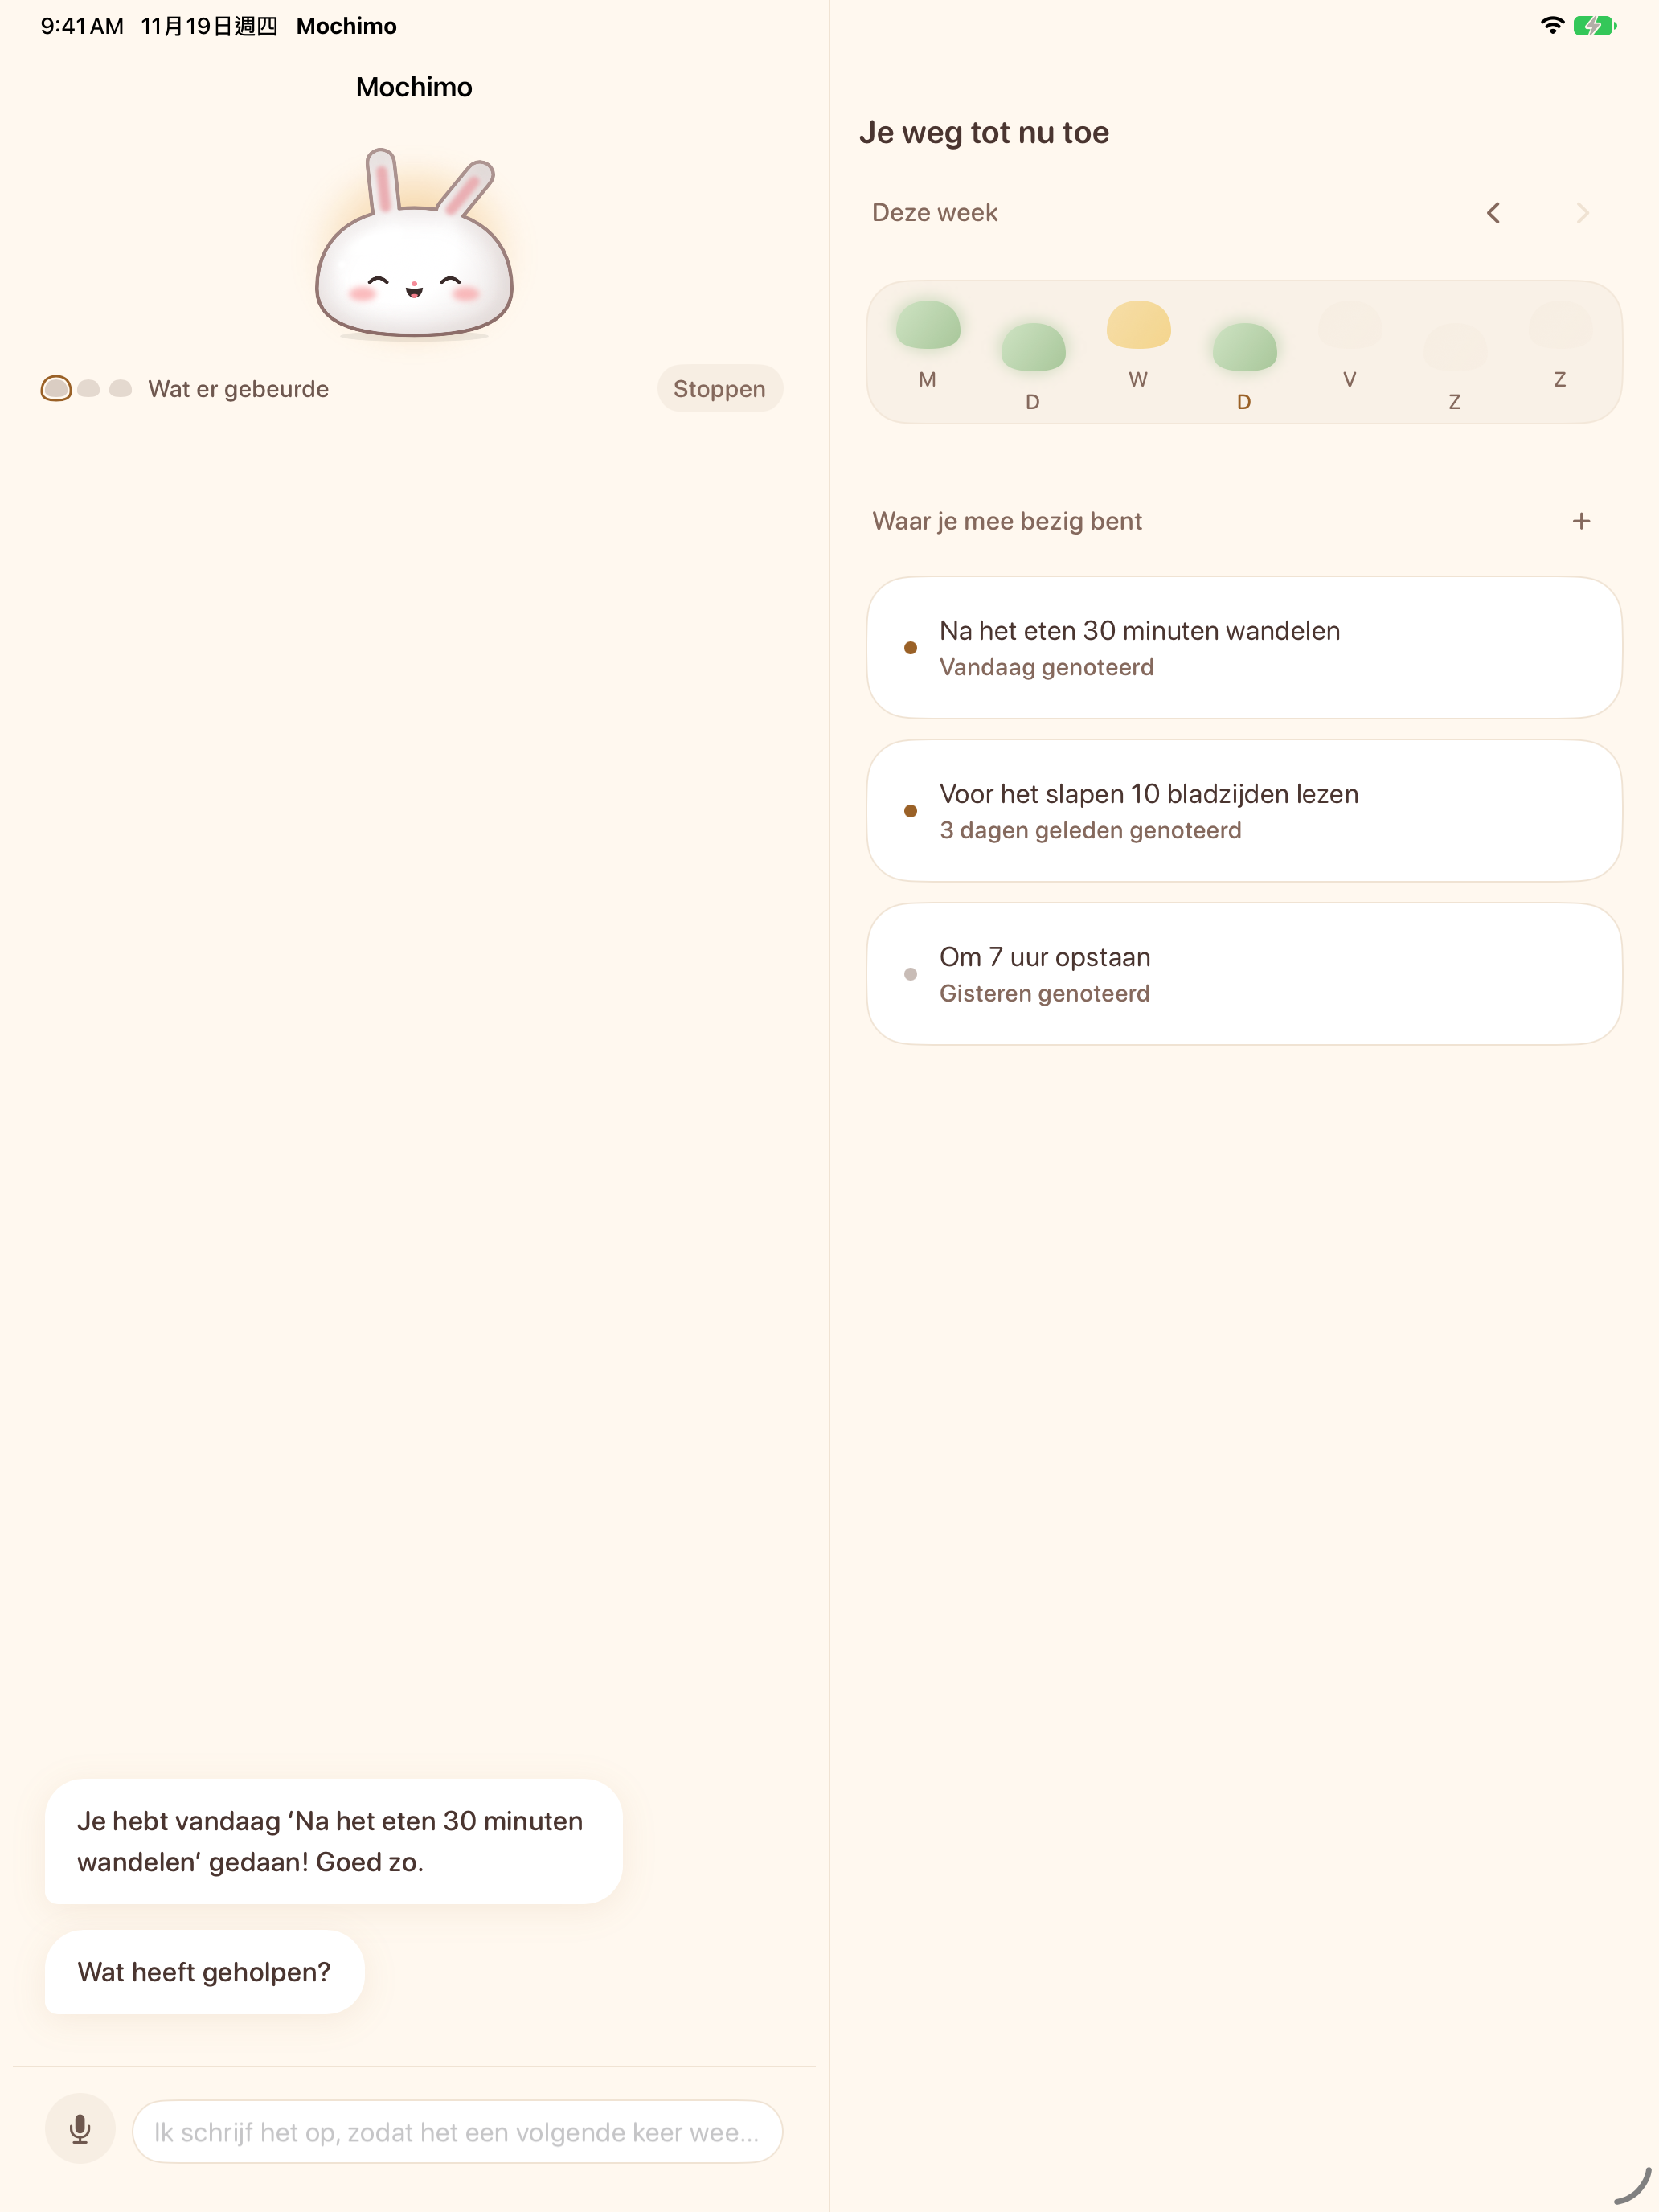 9:41 AM 11月19日週四 Mochimo
Mochimo
Wat er gebeurde
Stoppen
Je hebt vandaag ‘Na het eten 30 minuten
wandelen’ gedaan! Goed zo.
Wat heeft geholpen?
Ik schrijf het op, zodat het een volgende keer wee...
Je weg tot nu toe
Deze week
M
D
W
D
V
Z
Z
Waar je mee bezig bent
Na het eten 30 minuten wandelen
Vandaag genoteerd
Voor het slapen 10 bladzijden lezen
3 dagen geleden genoteerd
Om 7 uur opstaan
Gisteren genoteerd